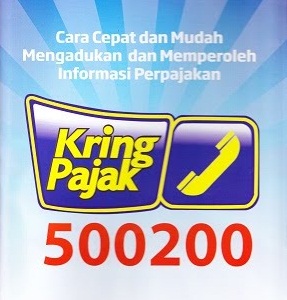 Cara Cepat dan Mudah
Mengadukan dan Memperoleh
Informasi Perpajakan
Kring
Pajak
500200